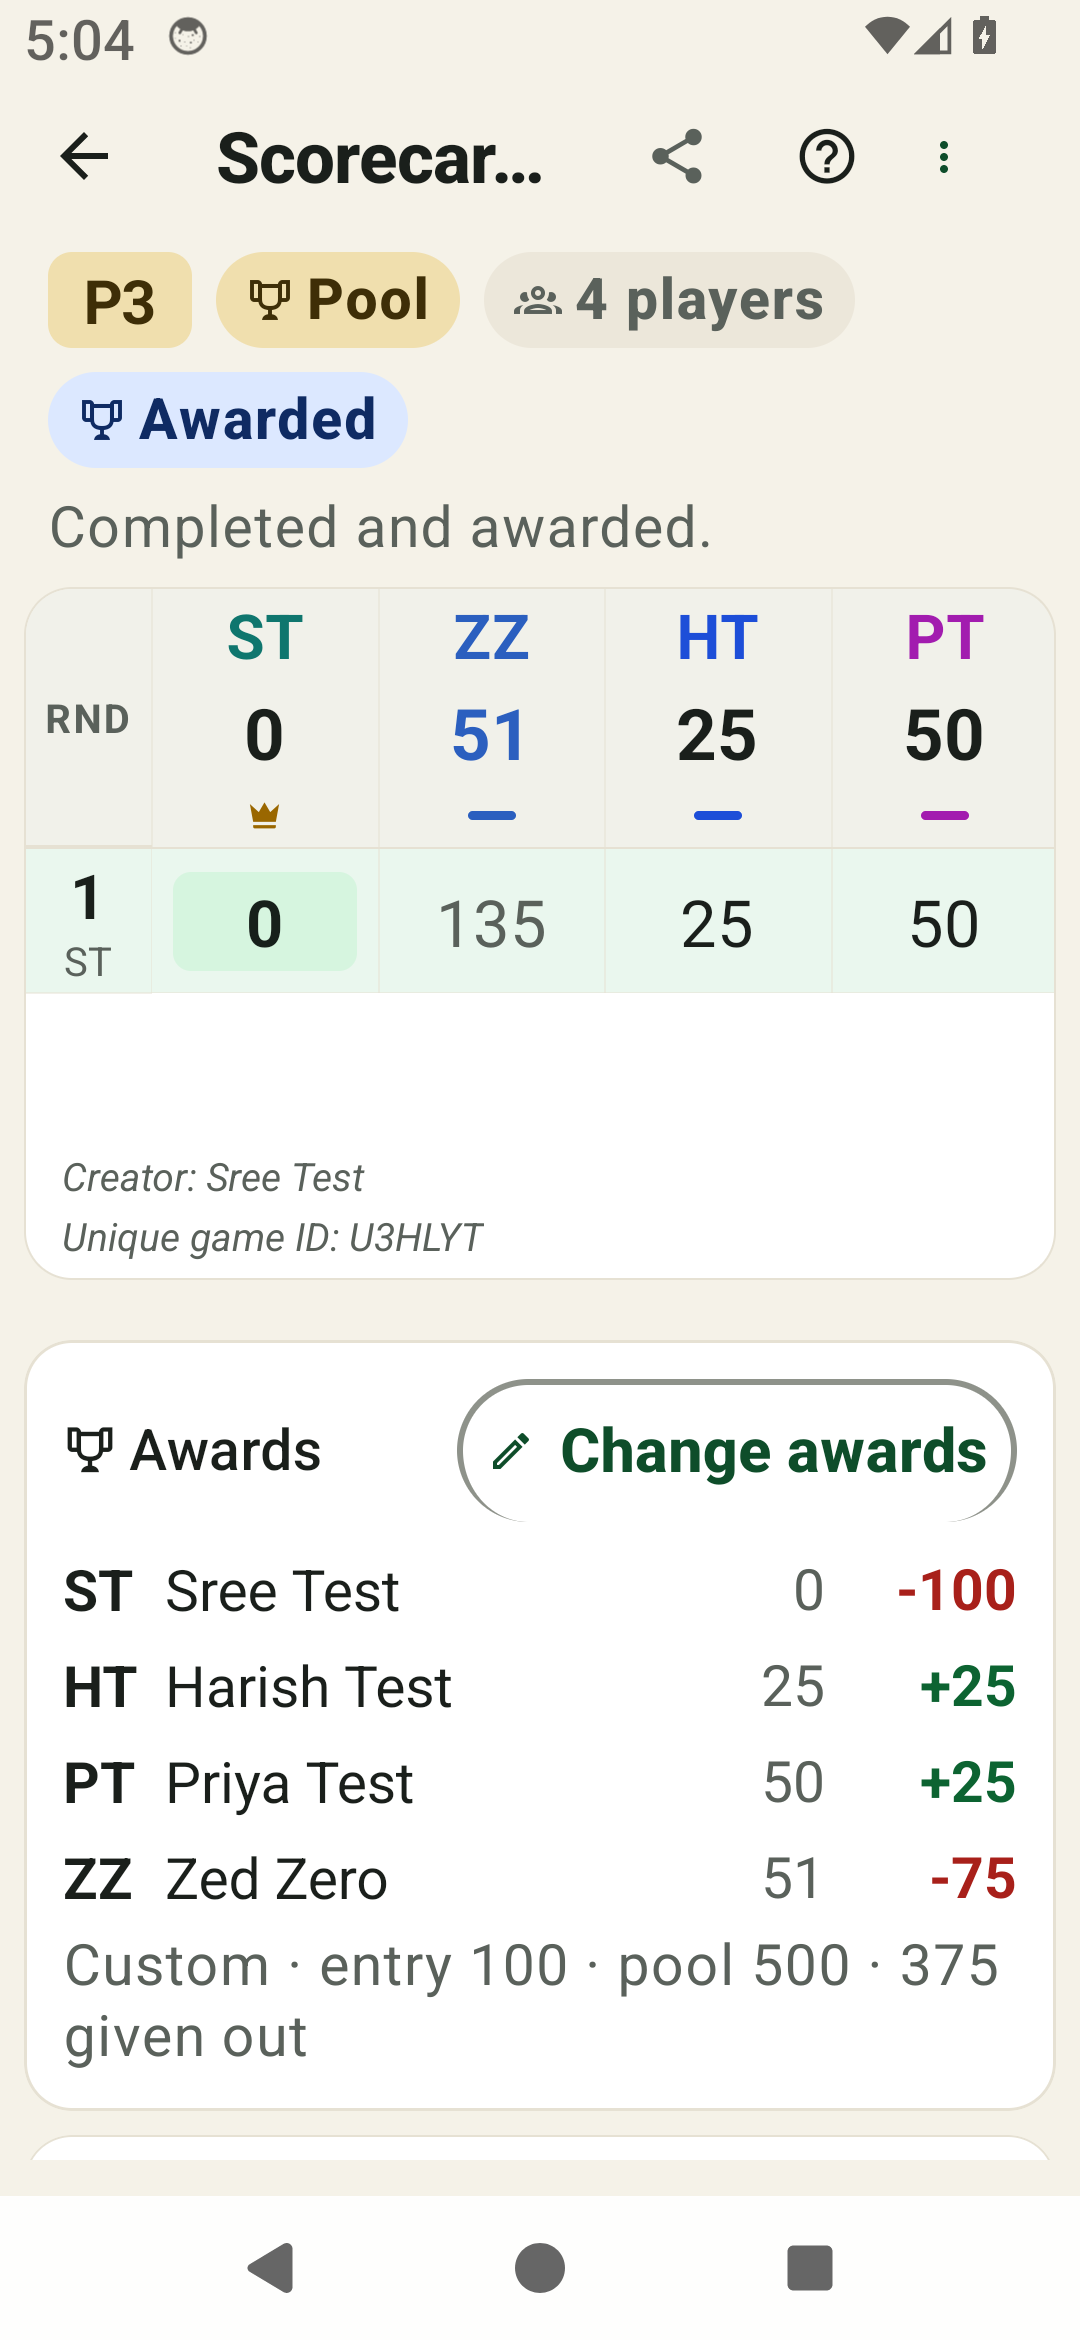 5:04
Scorecar...
P3 Pool 4 players
Awarded
Completed and awarded.
RND ST ZZ HT PT
0 51 25 50
1 0 135 25 50
ST
Creator: Sree Test
Unique game ID: U3HLYT
Awards Change awards
ST Sree Test 0 -100
HT Harish Test 25 +25
PT Priya Test 50 +25
ZZ Zed Zero 51 -75
Custom · entry 100 · pool 500 · 375
given out